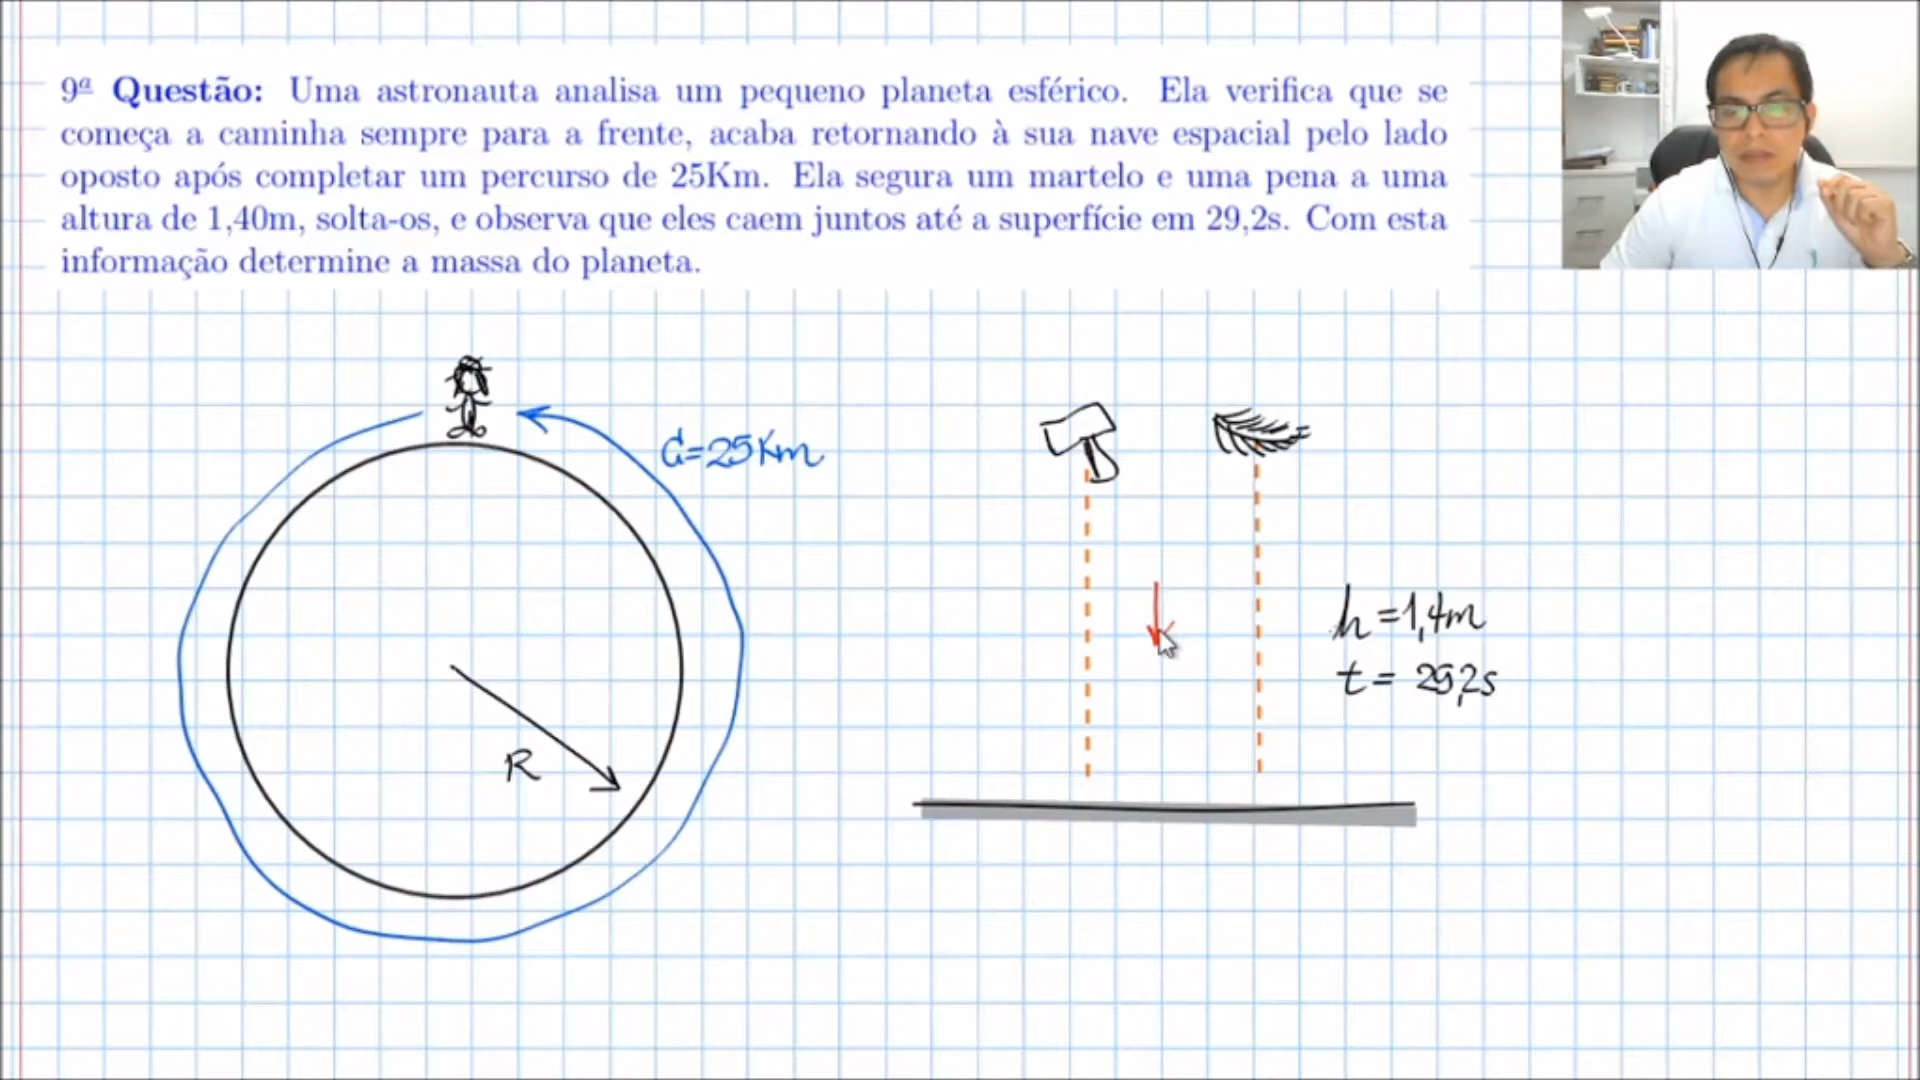 9ª Questão: Uma astronauta analisa um pequeno planeta esférico. Ela verifica que se
começa a caminha sempre para a frente, acaba retornando à sua nave espacial pelo lado
oposto após completar um percurso de 25Km. Ela segura um martelo e uma pena a uma
altura de 1,40m, solta-os, e observa que eles caem juntos até a superfície em 29,2s. Com esta
informação determine a massa do planeta.
C=25Km
h=1,4m
t= 29,2s
R